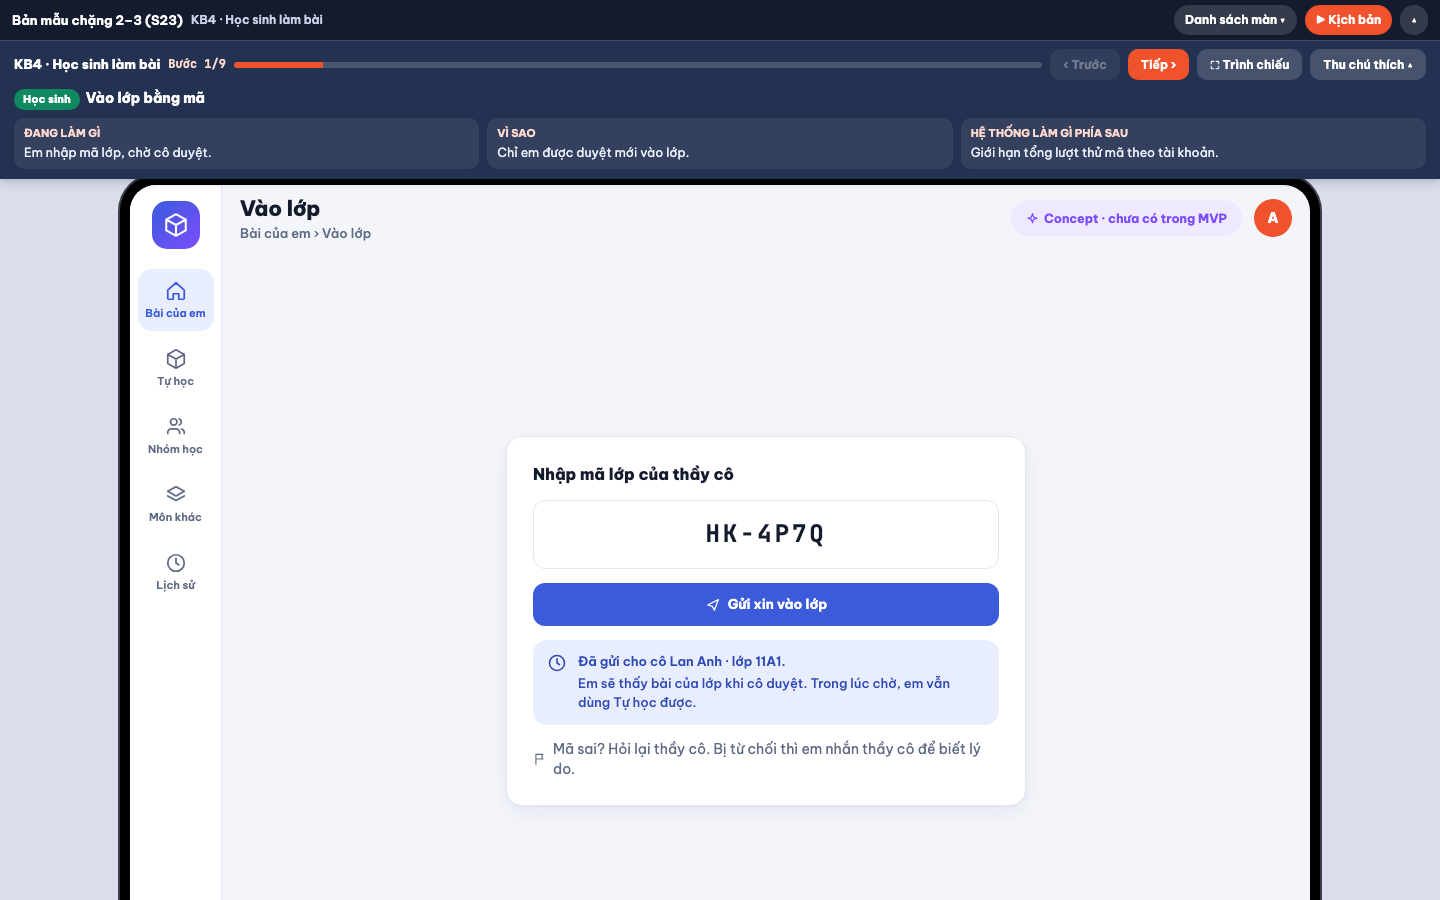 Bản mẫu chặng 2–3 (S23) KB4 · Học sinh làm bài
Danh sách màn ▾
▶ Kịch bản
▴
KB4 · Học sinh làm bài Bước 1/9
‹ Trước
Tiếp ›
Trình chiếu
Thu chú thích ▴
Học sinh Vào lớp bằng mã
ĐANG LÀM GÌ
Em nhập mã lớp, chờ cô duyệt.
VÌ SAO
Chỉ em được duyệt mới vào lớp.
HỆ THỐNG LÀM GÌ PHÍA SAU
Giới hạn tổng lượt thử mã theo tài khoản.
Vào lớp
Bài của em › Vào lớp
Concept · chưa có trong MVP
A
Bài của em
Tự học
Nhóm học
Môn khác
Lịch sử
Nhập mã lớp của thầy cô
HK-4P7Q
Gửi xin vào lớp
Đã gửi cho cô Lan Anh · lớp 11A1.
Em sẽ thấy bài của lớp khi cô duyệt. Trong lúc chờ, em vẫn
dùng Tự học được.
Mã sai? Hỏi lại thầy cô. Bị từ chối thì em nhắn thầy cô để biết lý
do.